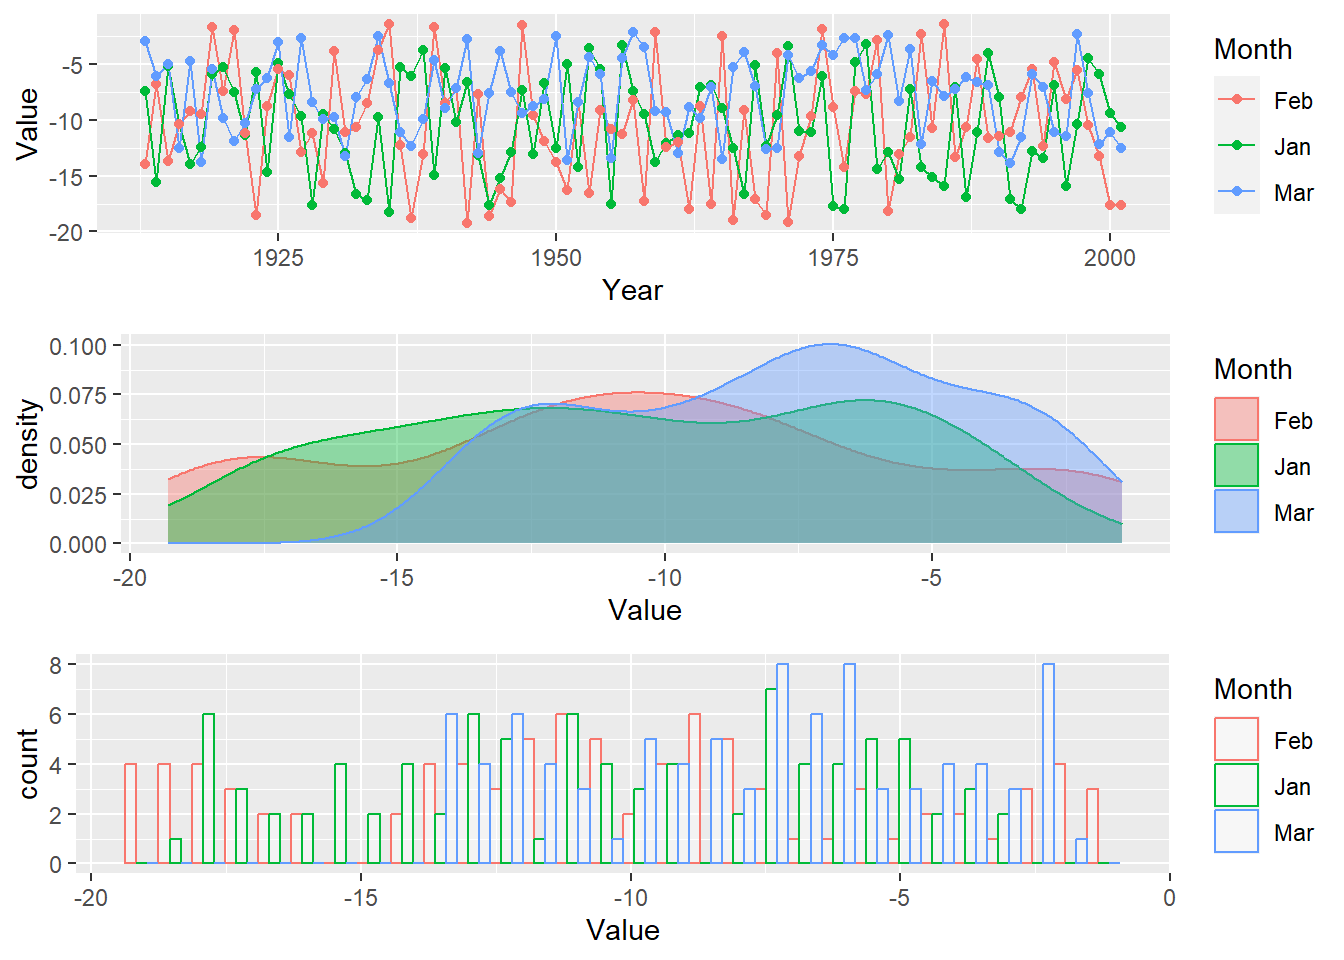 Value
-5
-10
-15
-20
1925 1950 1975 2000
Year
Month
Feb
Jan
Mar
density
0.100
0.075
0.050
0.025
0.000
-20 -15 -10 -5
Value
Month
Feb
Jan
Mar
count
8
6
4
2
0
-20 -15 -10 -5 0
Value
Month
Feb
Jan
Mar